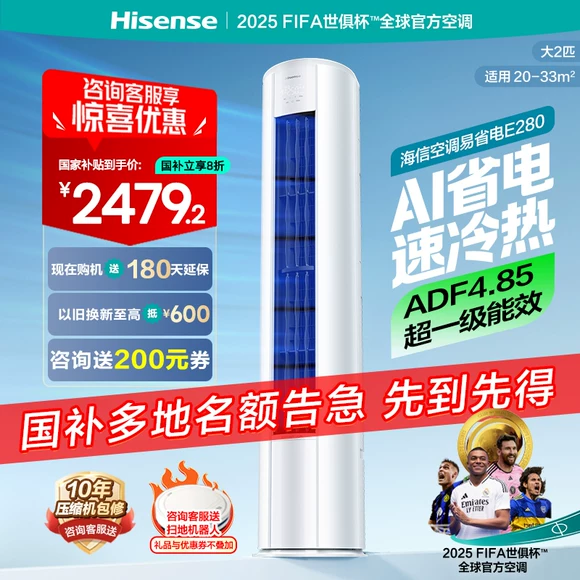 Hisense 2025 FIFA世俱杯™全球官方空调
大2匹
适用20-33m²
咨询客服享
惊喜优惠
国家补贴到手价: 国补立享8折
¥2479.2
现在购机 送 180天延保
以旧换新至高 抵 ¥600
咨询送200元券
海信空调易省电E280
AI省电
速冷热
ADF4.85
超一级能效
国补多地名额告急 先到先得
10年
压缩机包修
咨询客服送
咨询客服送
扫地机器人
礼品与优惠券不叠加
2025 FIFA世俱杯™
全球官方空调